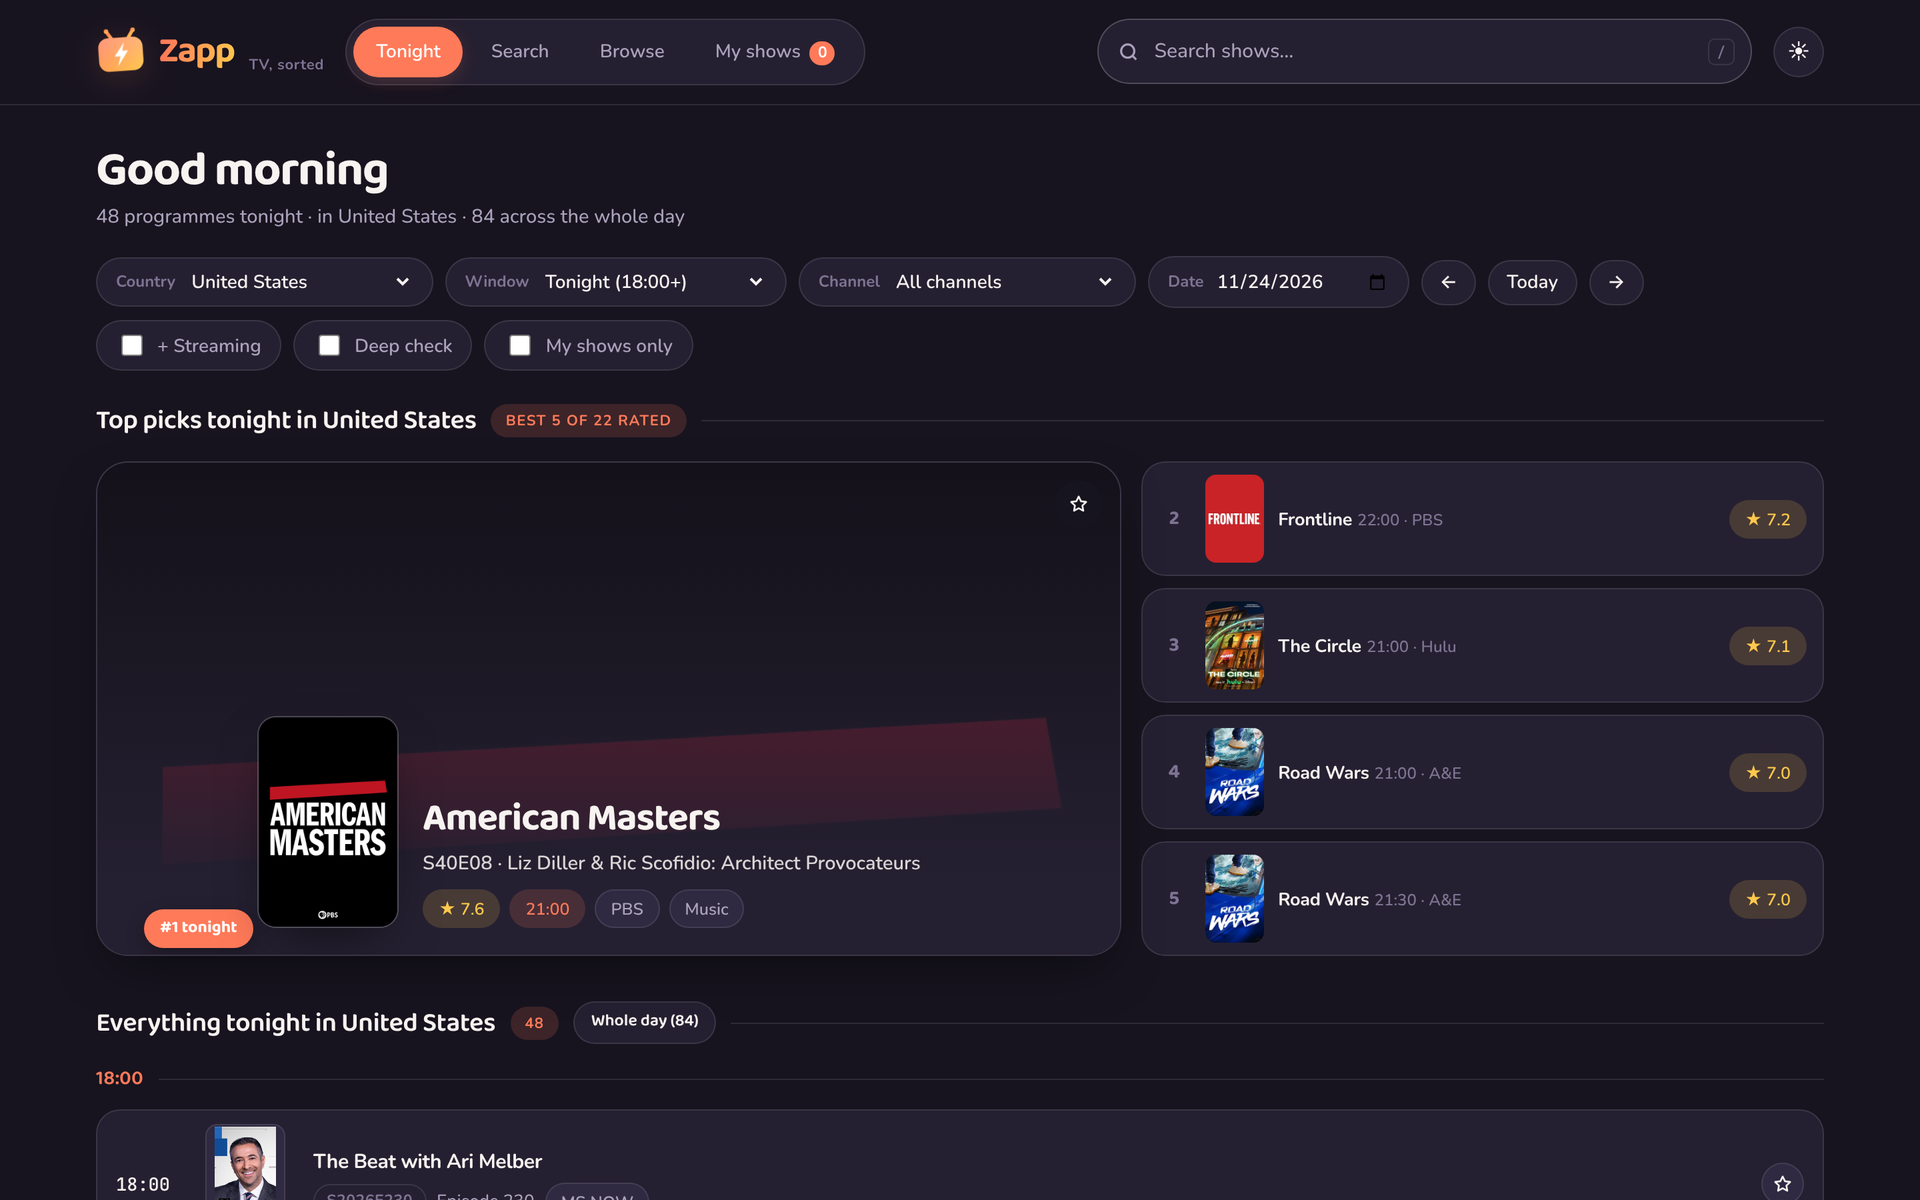 Zapp TV, sorted
Tonight Search Browse My shows 0
Search shows... /
Good morning
48 programmes tonight · in United States · 84 across the whole day
Country United States Window Tonight (18:00+) Channel All channels Date 11/24/2026 ← Today →
+ Streaming Deep check My shows only
Top picks tonight in United States BEST 5 OF 22 RATED
AMERICAN
MASTERS
PBS
#1 tonight
American Masters
S40E08 · Liz Diller & Ric Scofidio: Architect Provocateurs
★ 7.6 21:00 PBS Music
2 FRONTLINE Frontline 22:00 · PBS ★ 7.2
3 THE CIRCLE The Circle 21:00 · Hulu ★ 7.1
4 ROAD WARS Road Wars 21:00 · A&E ★ 7.0
5 ROAD WARS Road Wars 21:30 · A&E ★ 7.0
Everything tonight in United States 48 Whole day (84)
18:00
18:00 The Beat with Ari Melber
S2026E230 Episode 230 MS NOW